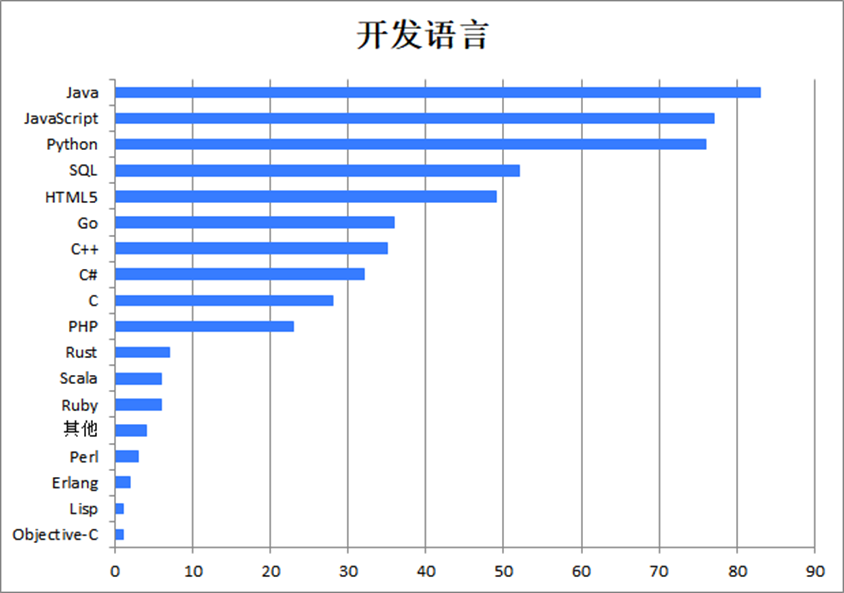 开发语言
Java
JavaScript
Python
SQL
HTML5
Go
C++
C#
C
PHP
Rust
Scala
Ruby
其他
Perl
Erlang
Lisp
Objective-C
0 10 20 30 40 50 60 70 80 90